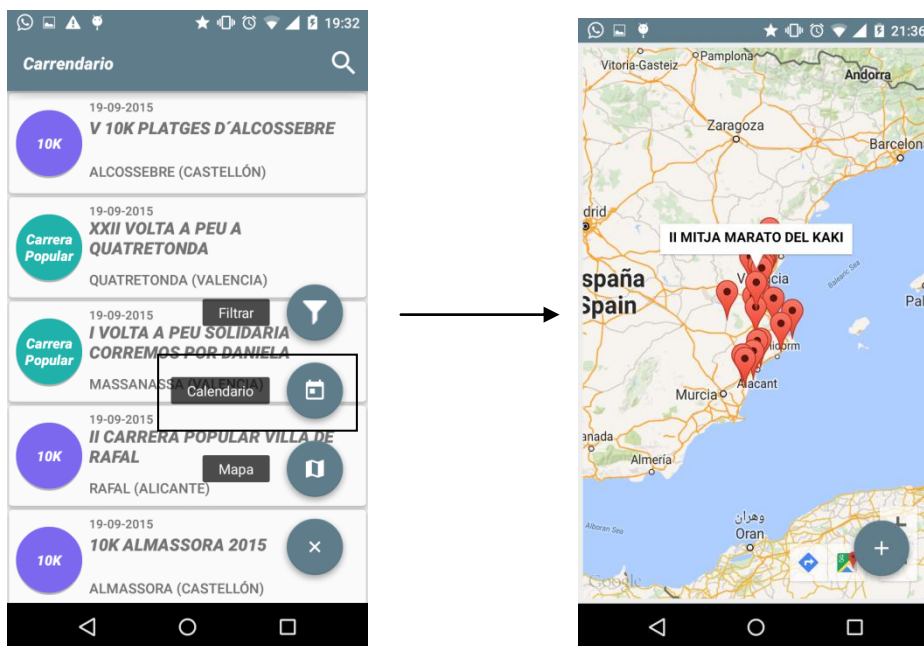 19:32
Carrendario
19-09-2015
10K
V 10K PLATGES D´ALCOSSEBRE
ALCOSSEBRE (CASTELLÓN)
19-09-2015
Carrera
Popular
XXII VOLTA A PEU A
QUATRETONDA
QUATRETONDA (VALENCIA)
Filtrar
19-09-2015
Carrera
Popular
I VOLTA A PEU SOLIDARIA
CORREMOS POR DANIELA
MASSANASSA (VALENCIA)
Calendario
19-09-2015
10K
II CARRERA POPULAR VILLA DE
RAFAL
Mapa
RAFAL (ALICANTE)
19-09-2015
10K
10K ALMASSORA 2015
ALMASSORA (CASTELLÓN)
21:36
Pamplona
Vitoria-Gasteiz
Andorra
Zaragoza
Barcelon
drid
II MITJA MARATO DEL KAKI
Balearic Sea
spaña
Spain
cia
Pal
idorm
Alacant
Murcia
anada
Almería
Alboran Sea
وهران
Oran
Google